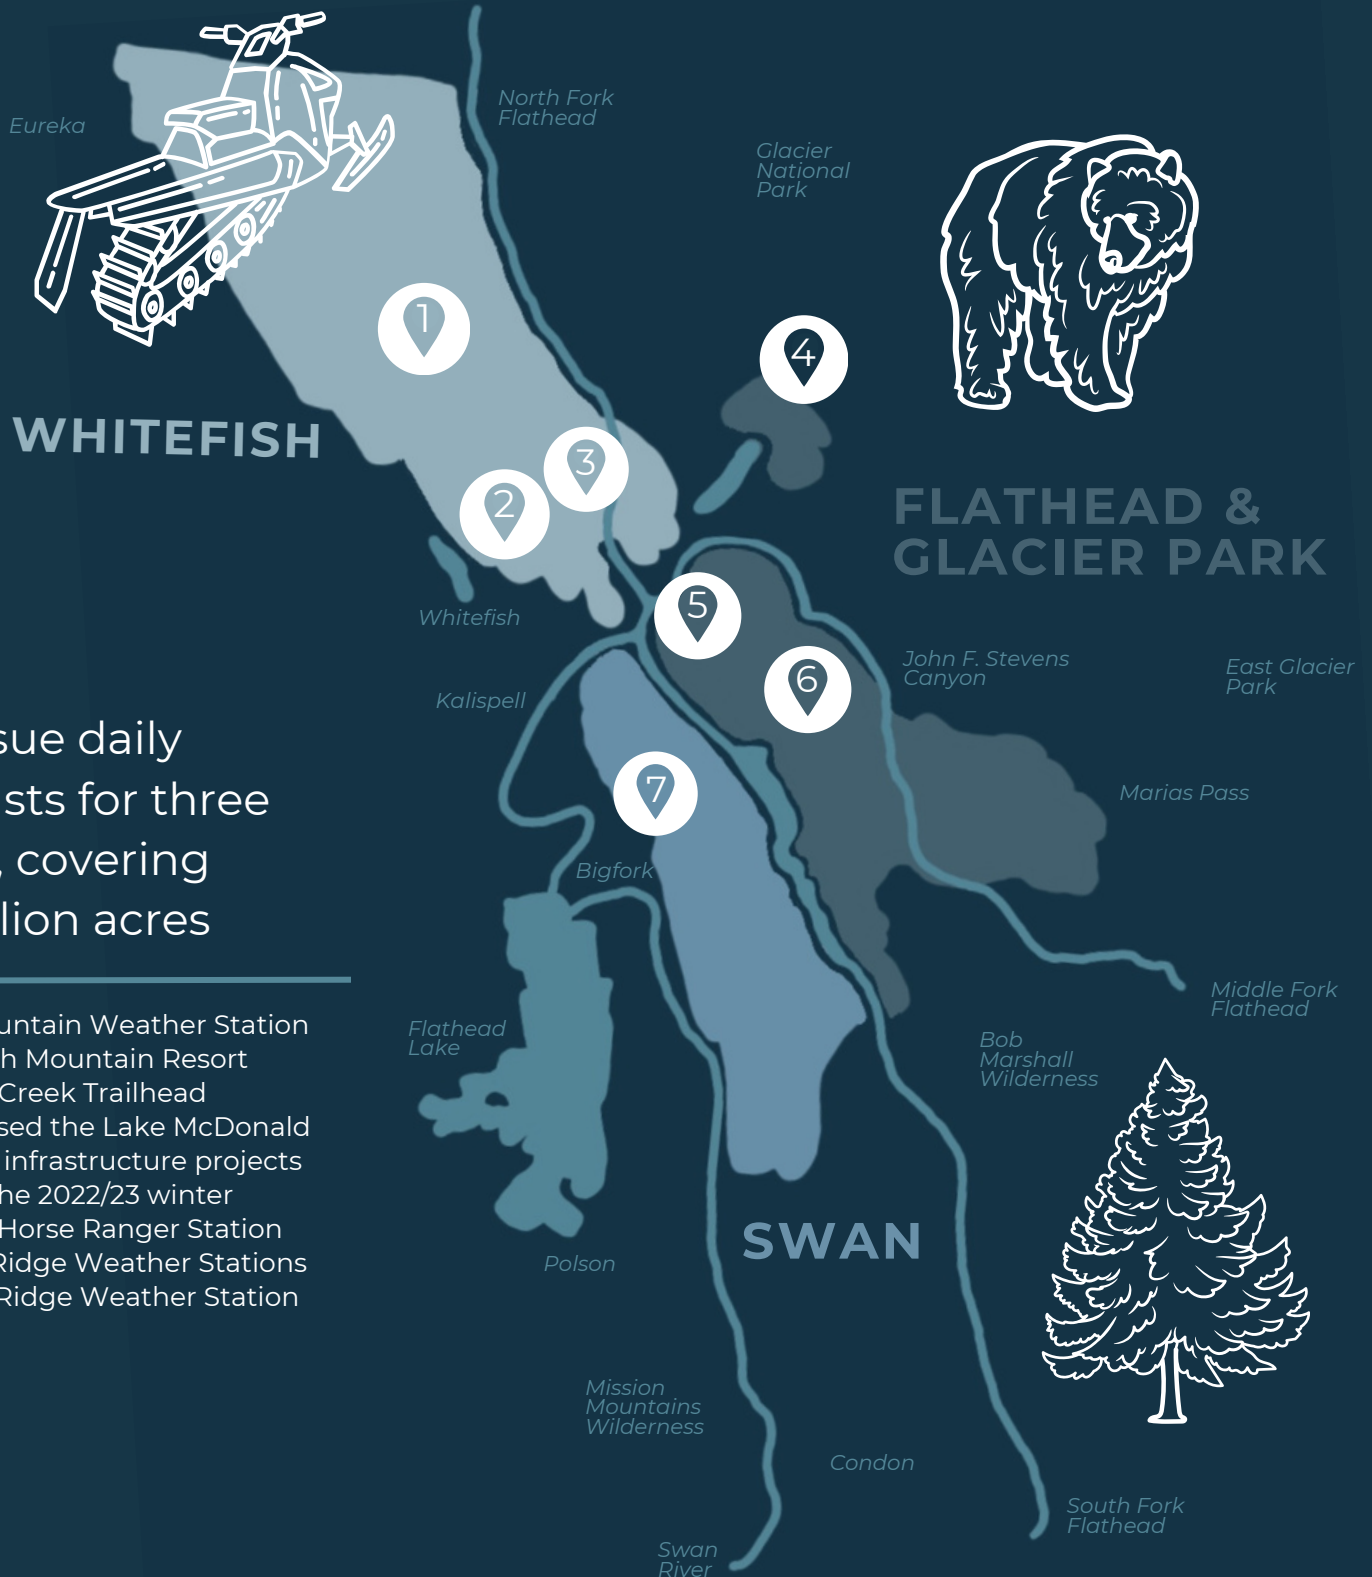 North Fork
Flathead
Eureka
Glacier
National
Park
1
4
WHITEFISH
3
2
FLATHEAD &
GLACIER PARK
5
Whitefish
6
John F. Stevens
Canyon
East Glacier
Park
Kalispell
sue daily
sts for three
, covering
lion acres
7
Marias Pass
Bigfork
Middle Fork
Flathead
untain Weather Station
h Mountain Resort
Creek Trailhead
sed the Lake McDonald
infrastructure projects
he 2022/23 winter
Horse Ranger Station
Ridge Weather Stations
Ridge Weather Station
Flathead
Lake
Bob
Marshall
Wilderness
SWAN
Polson
Mission
Mountains
Wilderness
Condon
South Fork
Flathead
Swan
River